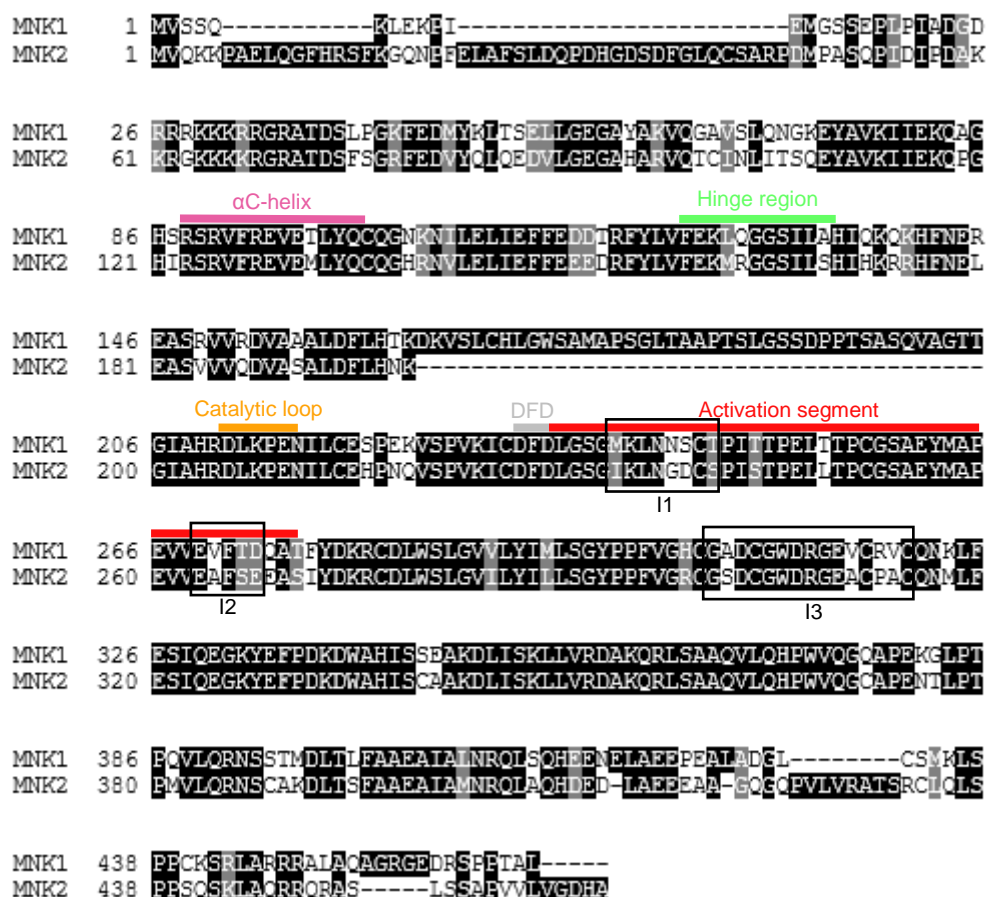 MNK1 1 MVSSQ-----------KLEKPI------------------------EMGSSEPLPIADGD
MNK2 1 MVQKKPAELQGFHRSFKGQNPFELAFSLDQPDHGDSDFGLQCSARPDMPASQPIDIPDAK
MNK1 26 RRRKKKRRGRATDSLPGKFEDMYKLTSELLGEGAYAKVQGAVSLQNGKEYAVKIIEKQAG
MNK2 61 KRGKKKKRGRATDSFSGRFEDVYQLQEDVLGEGAHARVQTCINLITSQEYAVKIIEKQPG
αC-helix Hinge region
MNK1 86 HSRSRVFREVETLYQCQGNKNILELIEFFEDDTRFYLVFEKLQGGSILAHIQKQKHFNER
MNK2 121 HIRSRVFREVEMLYQCQGHRNVLELIEFFEEEDRFYLVFEKMRGGSILSHIHKRRHFNEL
MNK1 146 EASRVVRDVAAALDFLHTKDKVSLCHLGWSAMAPSGLTAAPTSLGSSDPPTSASQVAGTT
MNK2 181 EASVVVQDVASALDFLHNK-----------------------------------------
Catalytic loop DFD Activation segment
MNK1 206 GIAHRDLKPENILCESPEKVSPVKICDFDLGSGMKLNNSCTPITTPELTTPCGSAEYMAP
MNK2 200 GIAHRDLKPENILCEHPNQVSPVKICDFDLGSGIKLNGDCSPISTPELLTPCGSAEYMAP
I1
MNK1 266 EVVEVFTDQATFYDKRCDLWSLGVVLYIMLSGYPPFVGHCGADCGWDRGEVCRVCQNKLF
MNK2 260 EVVEAFSEEASIYDKRCDLWSLGVILYILLSGYPPFVGRCGSDCGWDRGEACPACQNMLF
I2 I3
MNK1 326 ESIQEGKYEFPDKDWAHISSEAKDLISKLLVRDAKQRLSAAQVLQHPWVQGQAPEKGLPT
MNK2 320 ESIQEGKYEFPDKDWAHISCAAKDLISKLLVRDAKQRLSAAQVLQHPWVQGCAPENTLPT
MNK1 386 PQVLQRNSSTMDLTLFAAEAIALNRQLSQHEENELAEEPEALADGL--------CSMKLS
MNK2 380 PMVLQRNSCAKDLTSFAAEAIAMNRQLAQHDED-LAEEEAA-GQGQPVLVRATSRCLQLS
MNK1 438 PPCKSRLARRRALAQAGRGEDRSPPTAL-----
MNK2 438 PPSQSKLAQRRQRAS-----LSSAPVVLVGDHA